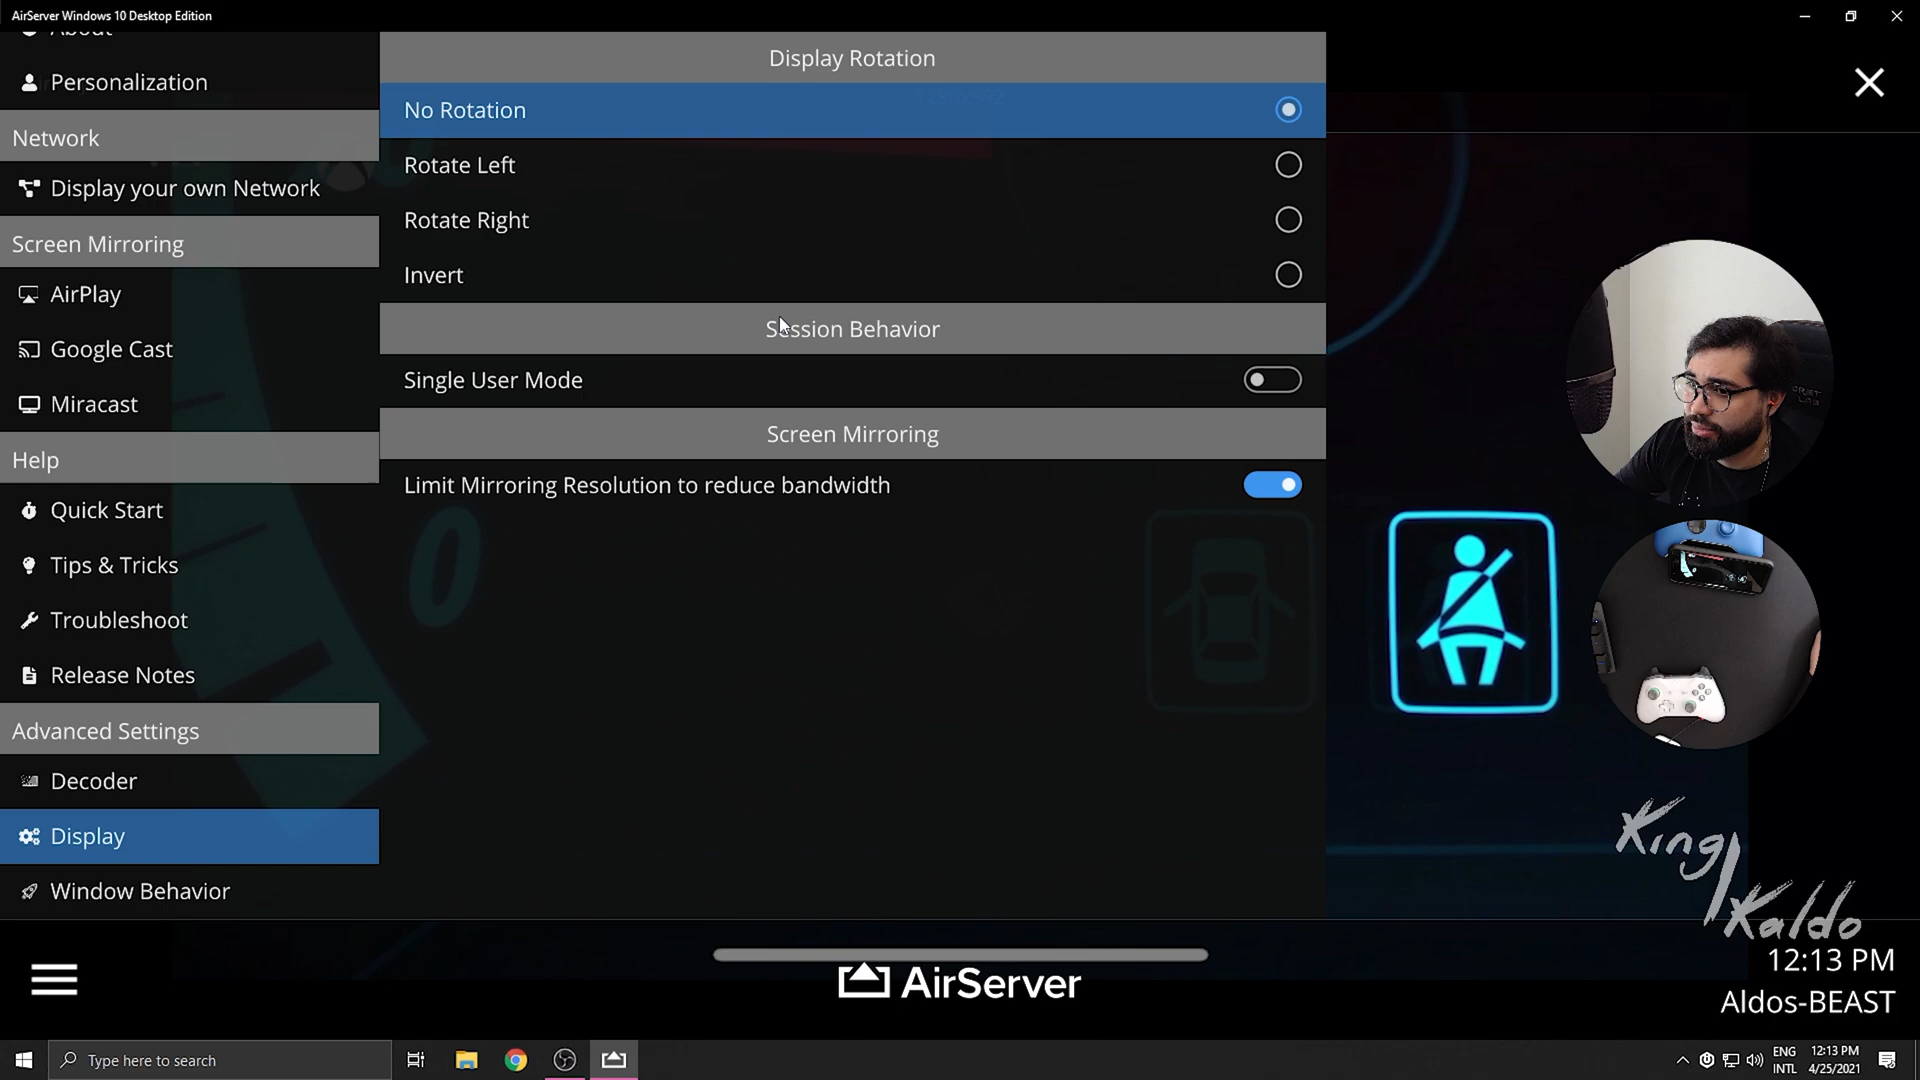 AirServer Windows 10 Desktop Edition
About
Personalization
Network
Display your own Network
Screen Mirroring
AirPlay
Google Cast
Miracast
Help
Quick Start
Tips & Tricks
Troubleshoot
Release Notes
Advanced Settings
Decoder
Display
Window Behavior
Display Rotation
No Rotation
Rotate Left
Rotate Right
Invert
Session Behavior
Single User Mode
Screen Mirroring
Limit Mirroring Resolution to reduce bandwidth
0
King Kaldo
AirServer
12:13 PM
Aldos-BEAST
Type here to search
ENG
INTL
12:13 PM
4/25/2021